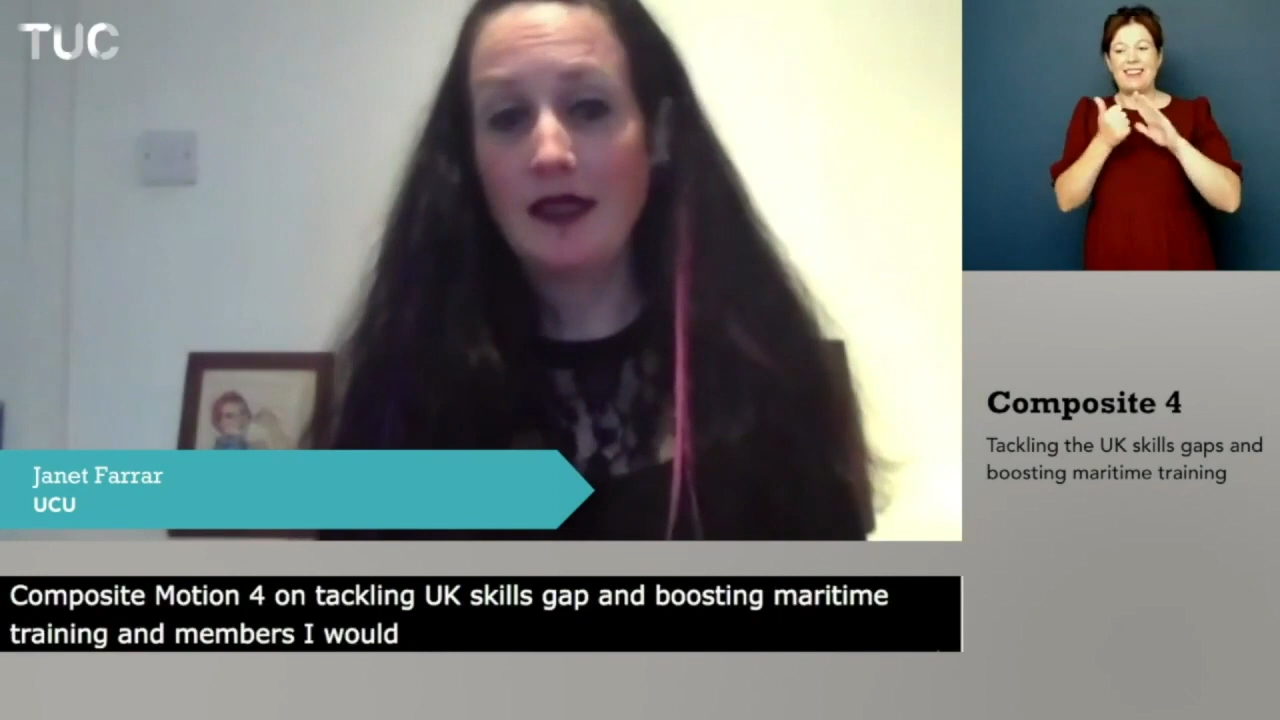 TUC
Janet Farrar
UCU
Composite 4
Tackling the UK skills gaps and
boosting maritime training
Composite Motion 4 on tackling UK skills gap and boosting maritime
training and members I would